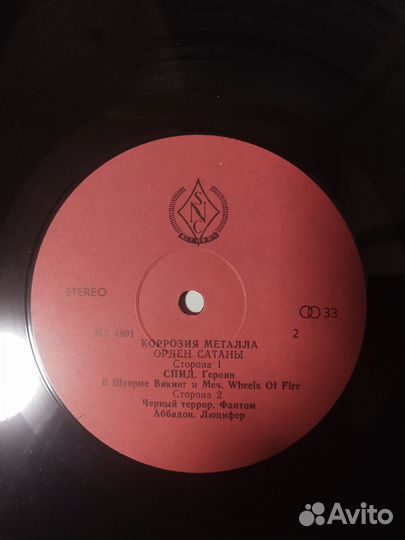 S.
N.
C
RECORDS
STEREO
33
МС 1801
2
КОРРОЗИЯ МЕТАЛЛА
ОРДЕН САТАНЫ
Сторона 1
СПИД. Героин
В Шторме Викинг и Меч. Wheels Of Fire
Сторона 2
Черный террор. Фантом
Аббадон. Люцифер
Avito